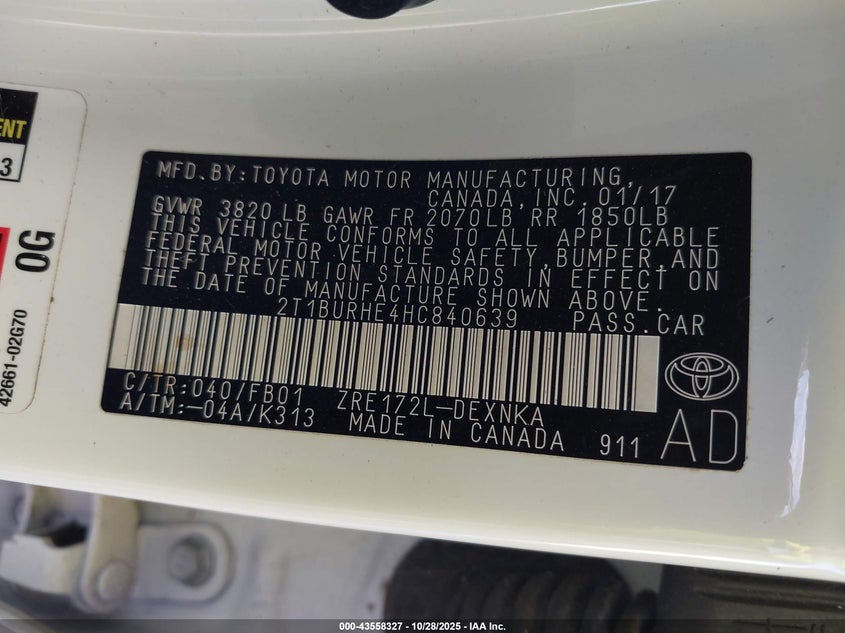 ENT
3
0G
42661-02G70
MFD.BY:TOYOTA MOTOR MANUFACTURING,
CANADA,INC. 01/17
GVWR 3820 LB GAWR FR 2070LB RR 1850LB
THIS VEHICLE CONFORMS TO ALL APPLICABLE
FEDERAL MOTOR VEHICLE SAFETY,BUMPER,AND
THEFT PREVENTION STANDARDS IN EFFECT ON
THE DATE OF MANUFACTURE SHOWN ABOVE.
2T1BURHE4HC840639 PASS.CAR
C/TR:040/FB01 ZRE172L-DEXNKA
A/TM:-04A/K313 MADE IN CANADA 911 AD
000-43558327 | 10/28/2025 - IAA Inc.